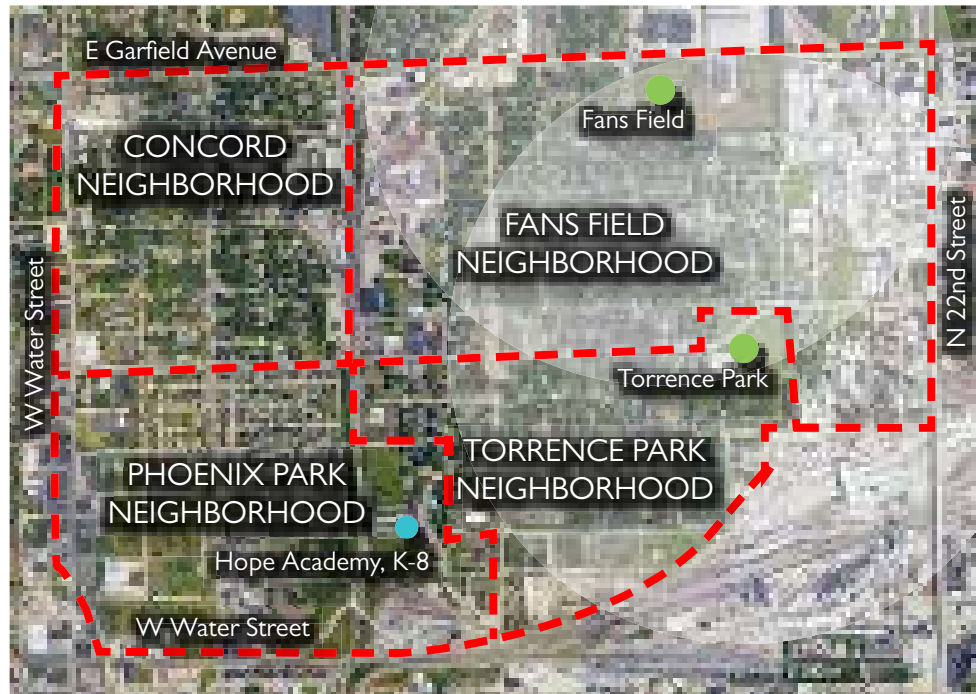 E Garfield Avenue
Fans Field
CONCORD
NEIGHBORHOOD
FANS FIELD
NEIGHBORHOOD
W Water Street
N 22nd Street
Torrence Park
TORRENCE PARK
NEIGHBORHOOD
PHOENIX PARK
NEIGHBORHOOD
Hope Academy, K-8
W Water Street